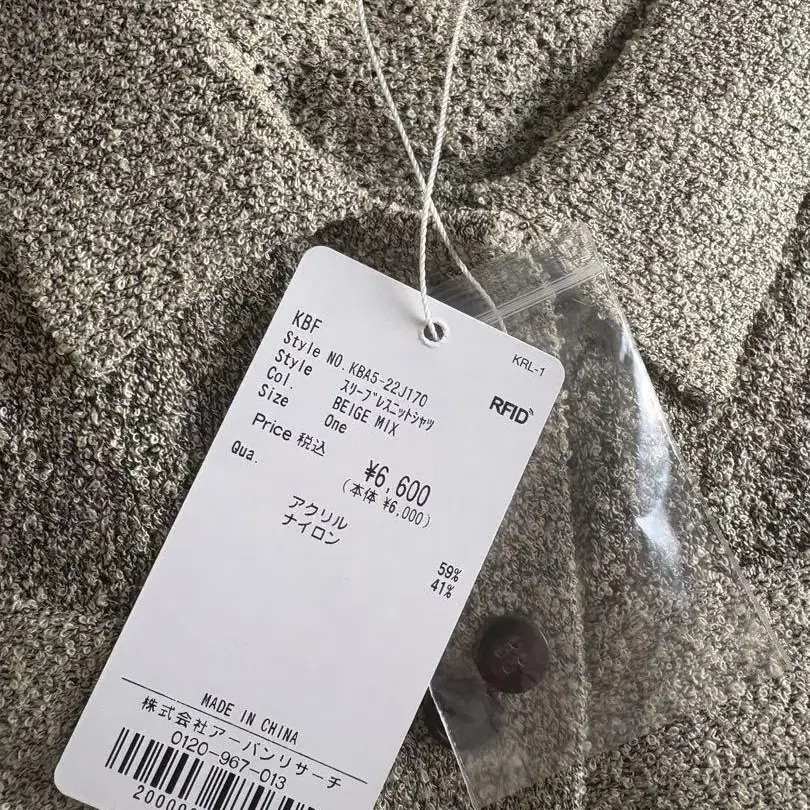 KRL-1
RFID
KBF
Style NO. KBA5-22J170
Style スリーブレスニットシャツ
Col. BEIGE MIX
Size One
Price 税込 ¥6,600
(本体 ¥6,000)
Qua.
アクリル 59%
ナイロン 41%
MADE IN CHINA
株式会社アーバンリサーチ
0120-967-013